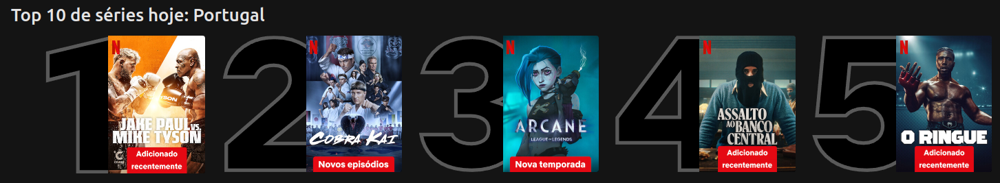 Top 10 de séries hoje: Portugal
1
N
TYSON
JAKE PAUL VS.
MIKE TYSON
Adicionado
recentemente
2
N
COBRA KAI
Novos episódios
3
N
ARCANE
LEAGUE OF LEGENDS
Nova temporada
4
N
ASSALTO
AO BANCO
CENTRAL
Adicionado
recentemente
5
N
O RINGUE
Adicionado
recentemente